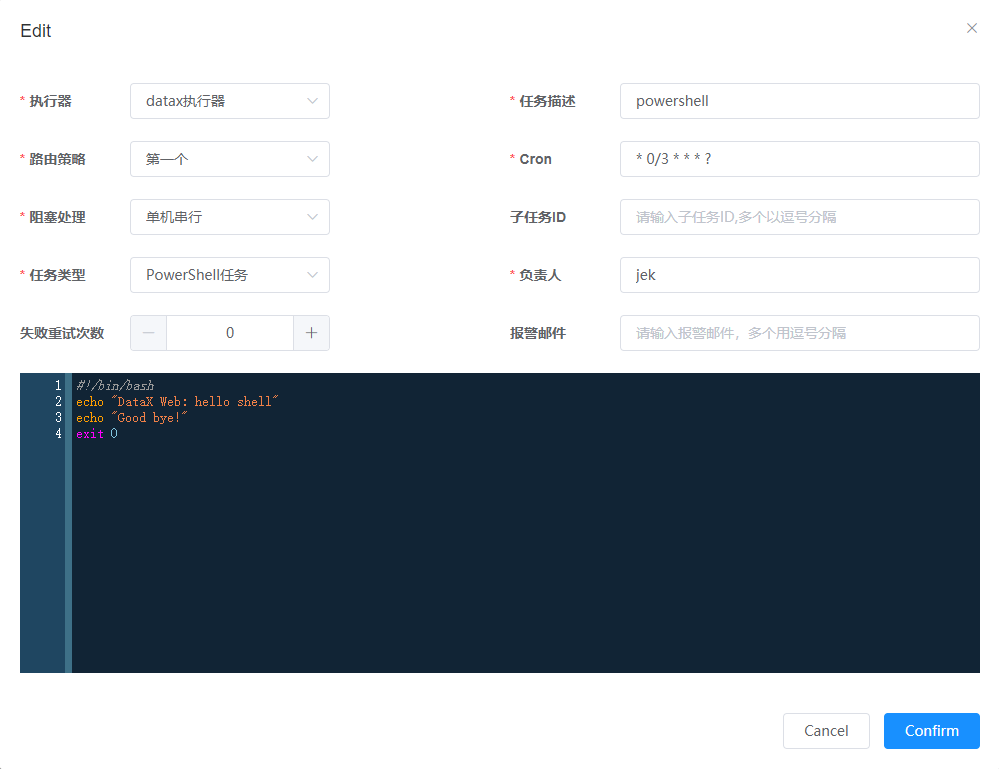 Edit
* 执行器 datax执行器 * 任务描述 powershell
* 路由策略 第一个 * Cron * 0/3 * * * ?
* 阻塞处理 单机串行 子任务ID 请输入子任务ID,多个以逗号分隔
* 任务类型 PowerShell任务 * 负责人 jek
失败重试次数 0 报警邮件 请输入报警邮件，多个用逗号分隔
1 #!/bin/bash
2 echo "DataX Web: hello shell"
3 echo "Good bye!"
4 exit 0
Cancel Confirm